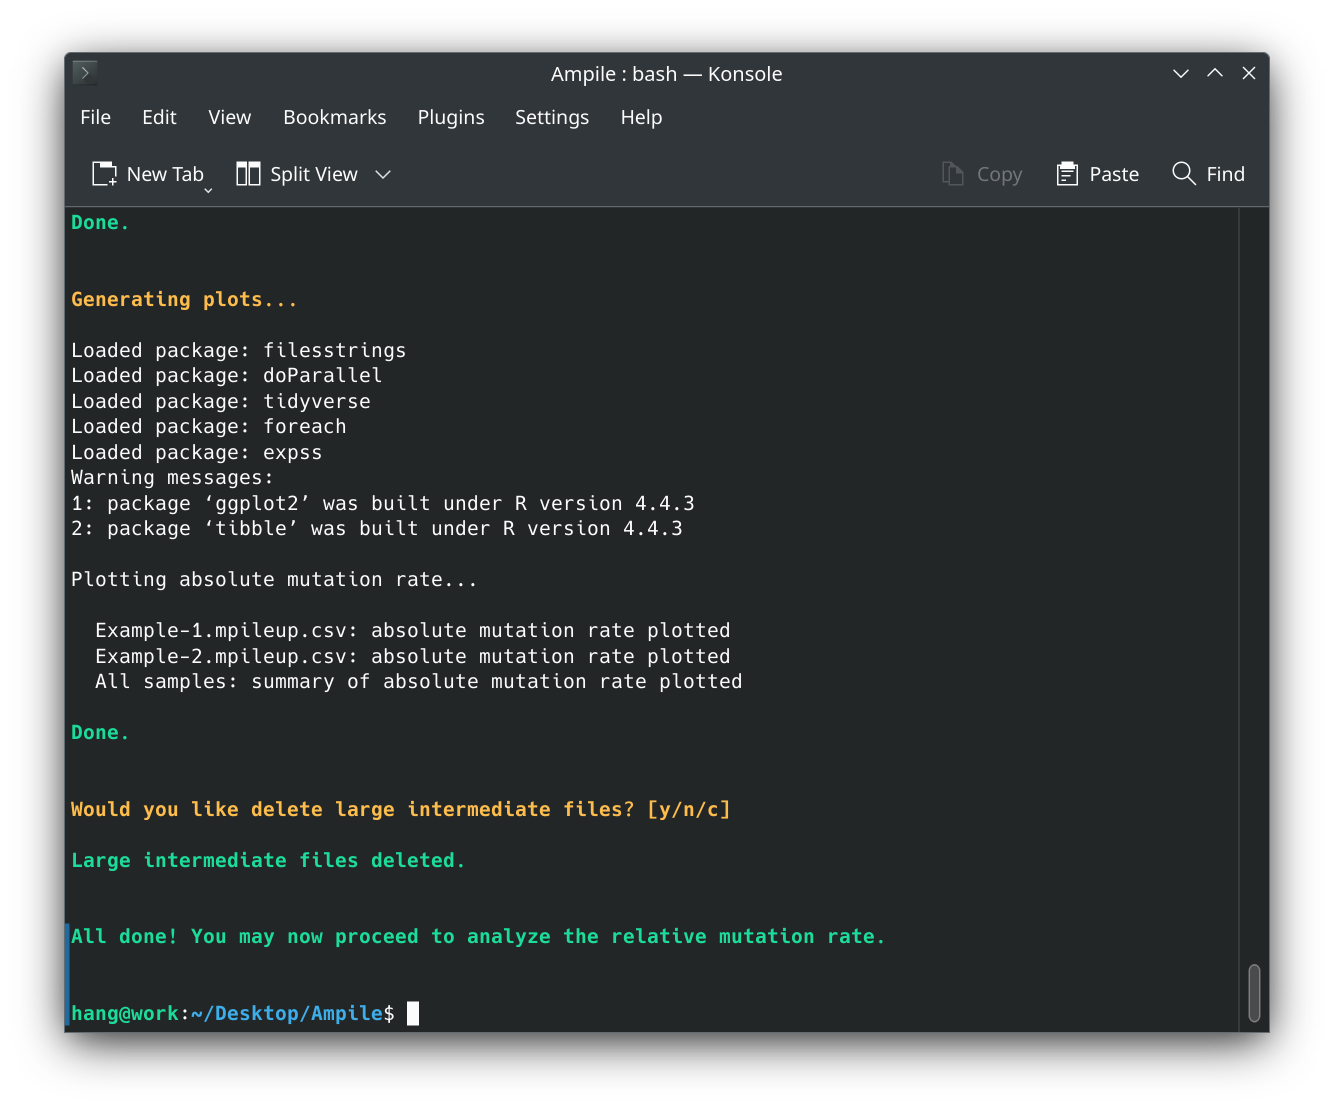 Ampile : bash — Konsole
File Edit View Bookmarks Plugins Settings Help
New Tab Split View Copy Paste Find
Done.
Generating plots...
Loaded package: filesstrings
Loaded package: doParallel
Loaded package: tidyverse
Loaded package: foreach
Loaded package: expss
Warning messages:
1: package ‘ggplot2’ was built under R version 4.4.3
2: package ‘tibble’ was built under R version 4.4.3
Plotting absolute mutation rate...
Example-1.mpileup.csv: absolute mutation rate plotted
Example-2.mpileup.csv: absolute mutation rate plotted
All samples: summary of absolute mutation rate plotted
Done.
Would you like delete large intermediate files? [y/n/c]
Large intermediate files deleted.
All done! You may now proceed to analyze the relative mutation rate.
hang@work:~/Desktop/Ampile$